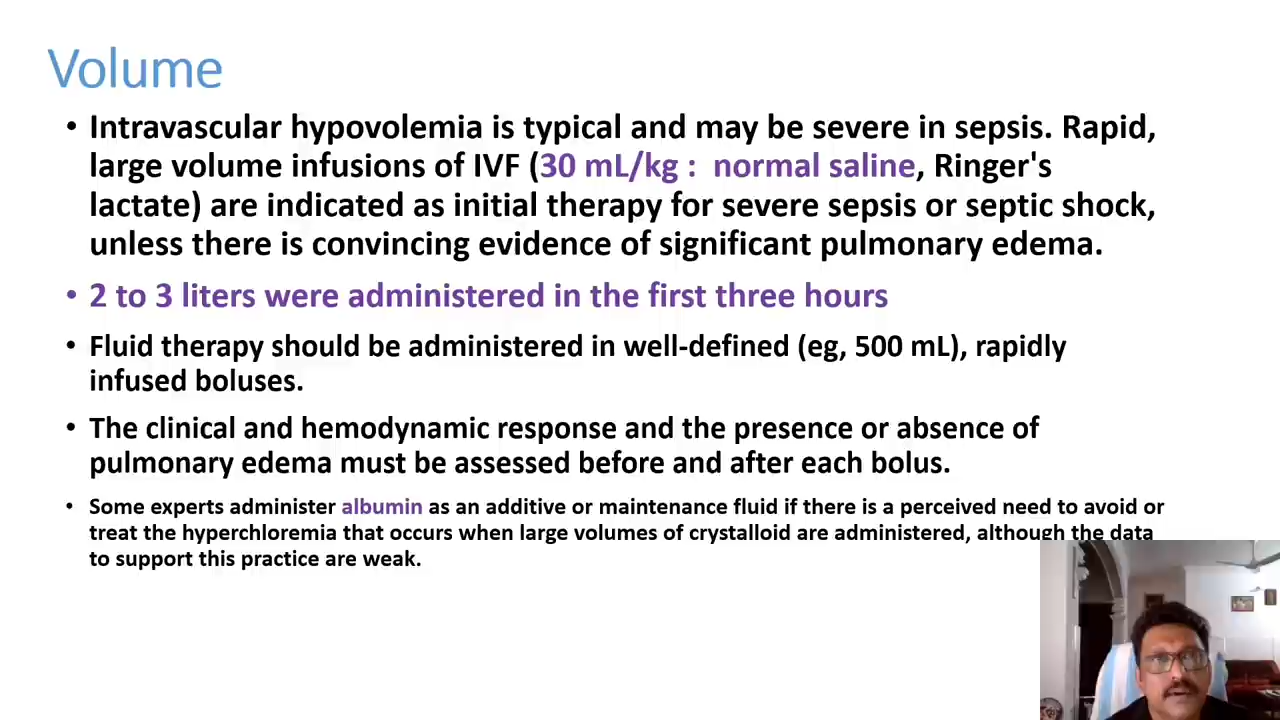 Volume
• Intravascular hypovolemia is typical and may be severe in sepsis. Rapid,
large volume infusions of IVF (30 mL/kg : normal saline, Ringer's
lactate) are indicated as initial therapy for severe sepsis or septic shock,
unless there is convincing evidence of significant pulmonary edema.
• 2 to 3 liters were administered in the first three hours
• Fluid therapy should be administered in well-defined (eg, 500 mL), rapidly
infused boluses.
• The clinical and hemodynamic response and the presence or absence of
pulmonary edema must be assessed before and after each bolus.
• Some experts administer albumin as an additive or maintenance fluid if there is a perceived need to avoid or
treat the hyperchloremia that occurs when large volumes of crystalloid are administered, although the data
to support this practice are weak.